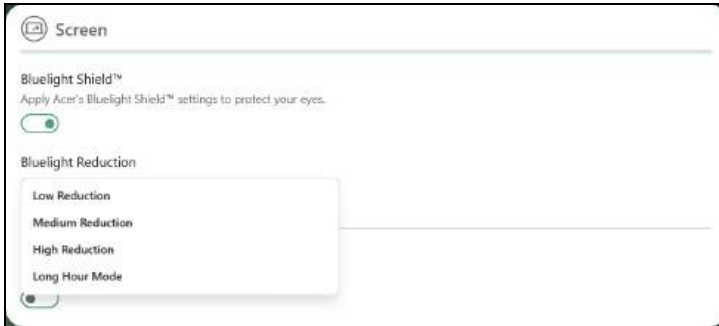 Screen
Bluelight Shield™
Apply Acer's Bluelight Shield™ settings to protect your eyes.
Bluelight Reduction
Low Reduction
Medium Reduction
High Reduction
Long Hour Mode